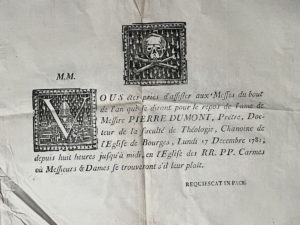 M.M.
VOUS êtes priés d'assister aux Messes du bout
de l'an qui se diront pour le repos de l'ame de
Messire PIERRE DUMONT, Prêtre, Doc-
teur de la faculté de Théologie, Chanoine de
l'Eglise de Bourges, Lundi 17 Décembre 1781,
depuis huit heures jusqu'à midi, en l'Eglise des RR. PP. Carmes
où Messieurs & Dames se trouveront s'il leur plait.
REQUIESCAT IN PACE